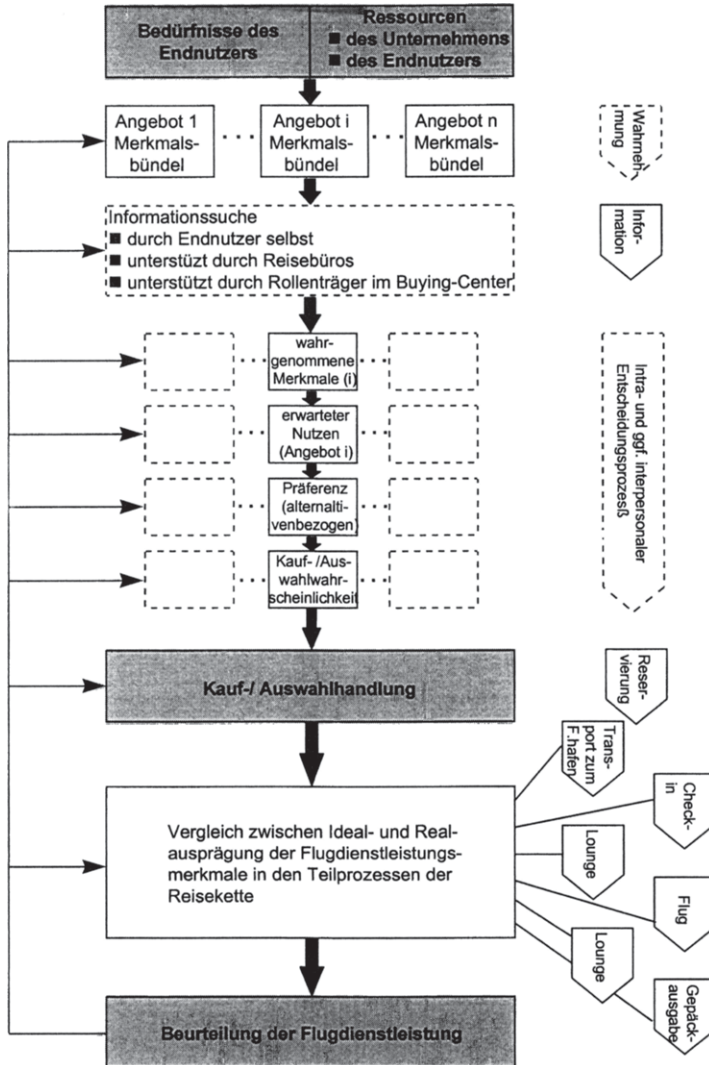 Bedürfnisse des
Endnutzers
Ressourcen
■ des Unternehmens
■ des Endnutzers
Angebot 1
Merkmals-
bündel
Angebot i
Merkmals-
bündel
Angebot n
Merkmals-
bündel
Wahrneh-
mung
Informationssuche
■ durch Endnutzer selbst
■ unterstüzt durch Reisebüros
■ unterstützt durch Rollenträger im Buying-Center
Infor-
mation
wahr-
genommene
Merkmale (i)
erwarteter
Nutzen
(Angebot i)
Präferenz
(alternati-
venbezogen)
Kauf- /Aus-
wahlwahr-
scheinlichkeit
Intra- und ggf. interpersonaler
Entscheidungsprozeß
Kauf-/ Auswahlhandlung
Reser-
vierung
Trans-
port zum
F.hafen
Check-
in
Vergleich zwischen Ideal- und Real-
ausprägung der Flugdienstleistungs-
merkmale in den Teilprozessen der
Reisekette
Lounge
Flug
Lounge
Gepäck-
ausgabe
Beurteilung der Flugdienstleistung